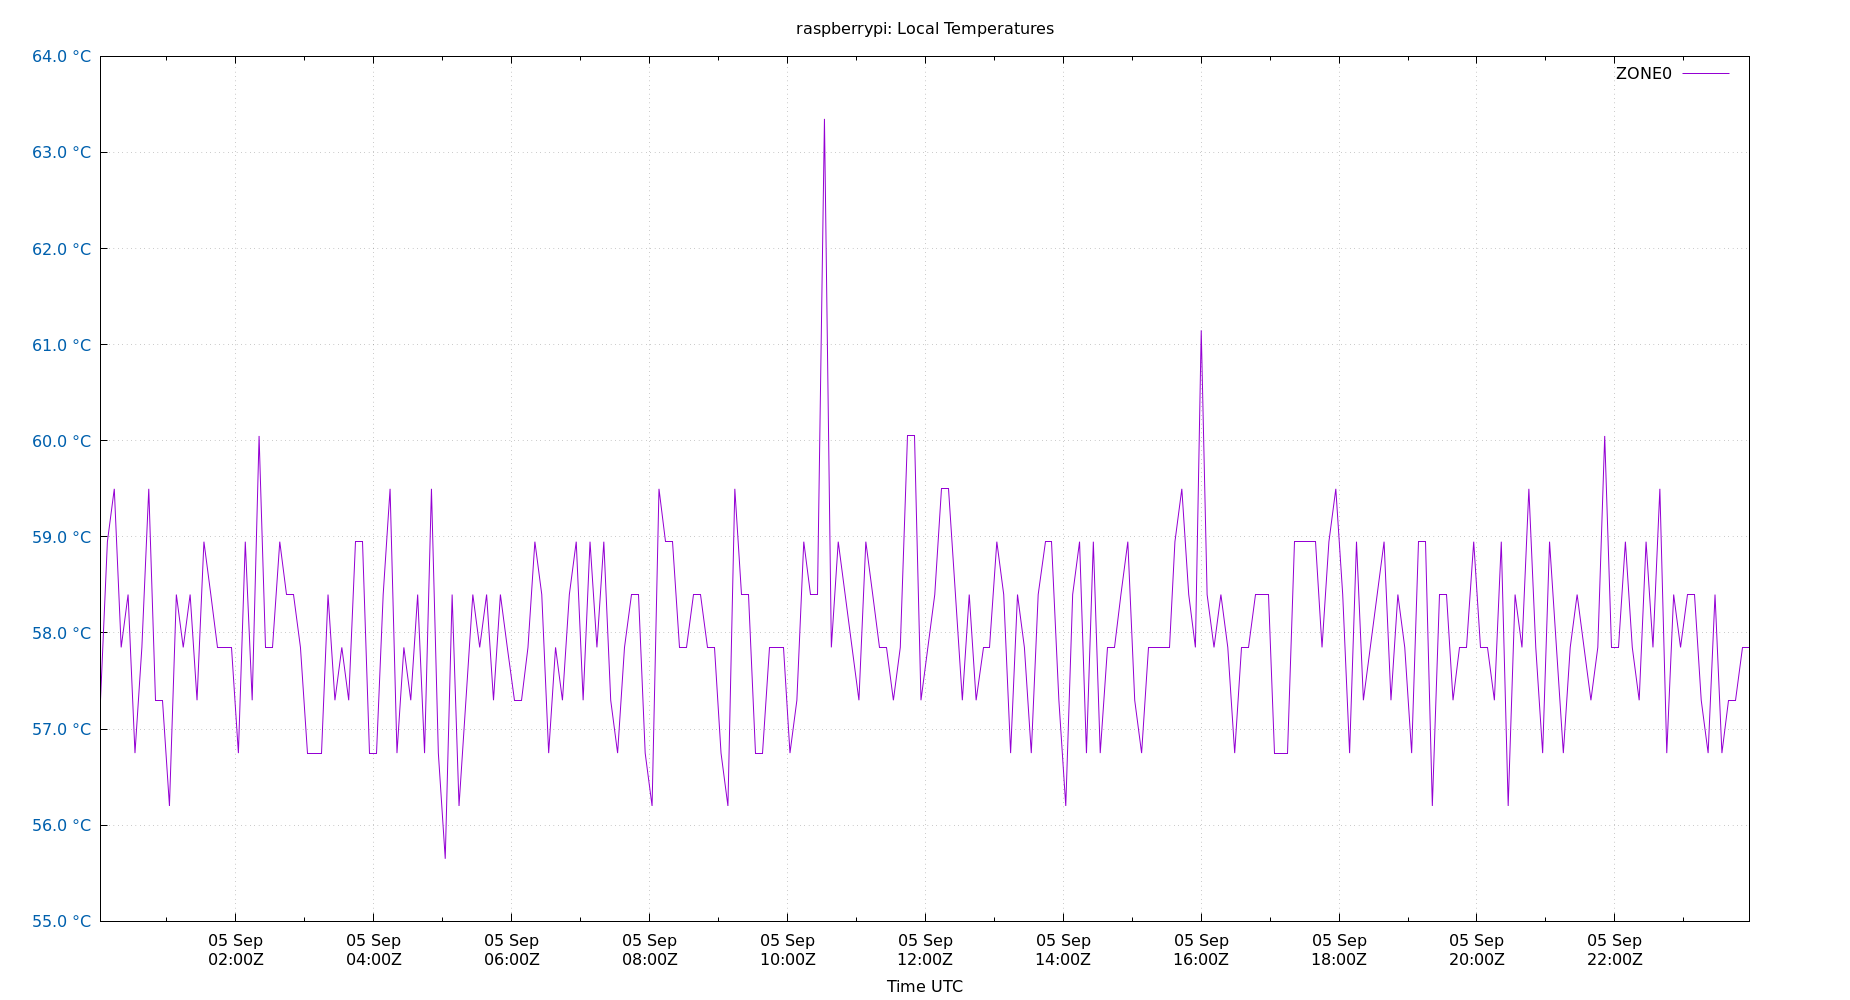 raspberrypi: Local Temperatures
64.0 °C
ZONE0
63.0 °C
62.0 °C
61.0 °C
60.0 °C
59.0 °C
58.0 °C
57.0 °C
56.0 °C
55.0 °C
05 Sep 05 Sep 05 Sep 05 Sep 05 Sep 05 Sep 05 Sep 05 Sep 05 Sep 05 Sep 05 Sep
02:00Z 04:00Z 06:00Z 08:00Z 10:00Z 12:00Z 14:00Z 16:00Z 18:00Z 20:00Z 22:00Z
Time UTC